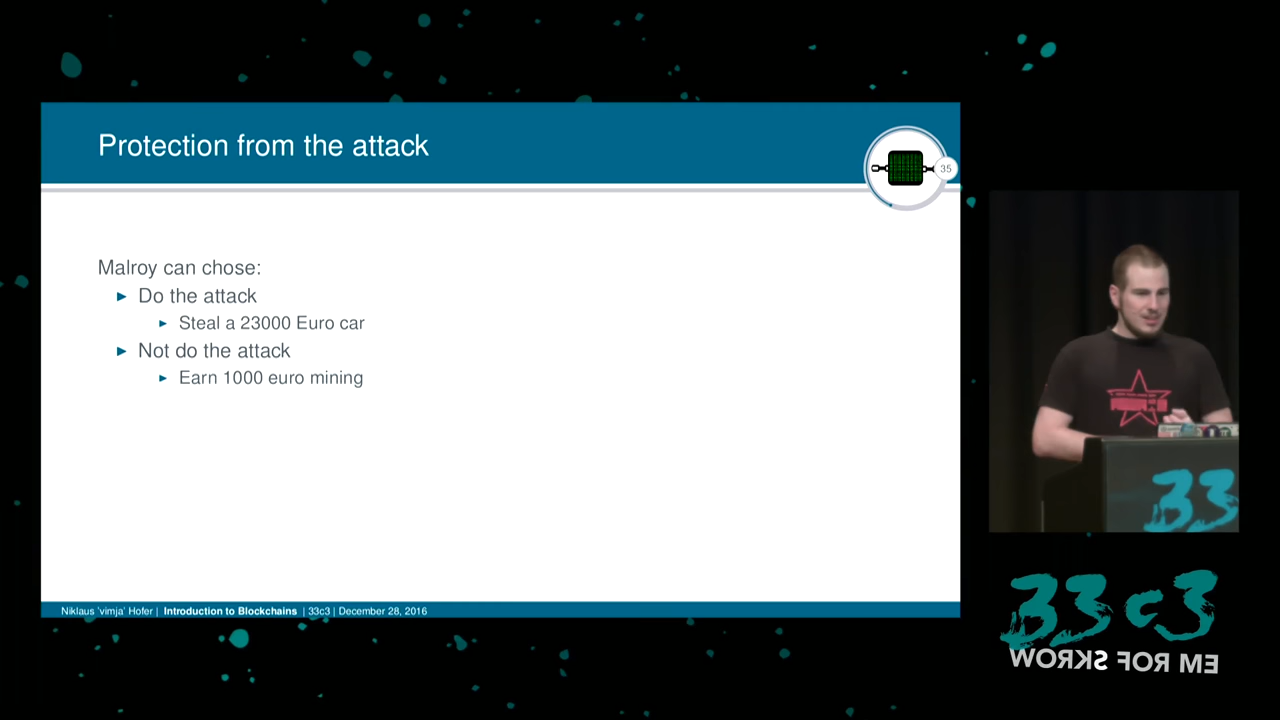 Protection from the attack
35
Malroy can chose:
Do the attack
Steal a 23000 Euro car
Not do the attack
Earn 1000 euro mining
Niklaus 'vimja' Hofer | Introduction to Blockchains | 33c3 | December 28, 2016
33
33c3
WORKS FOR ME